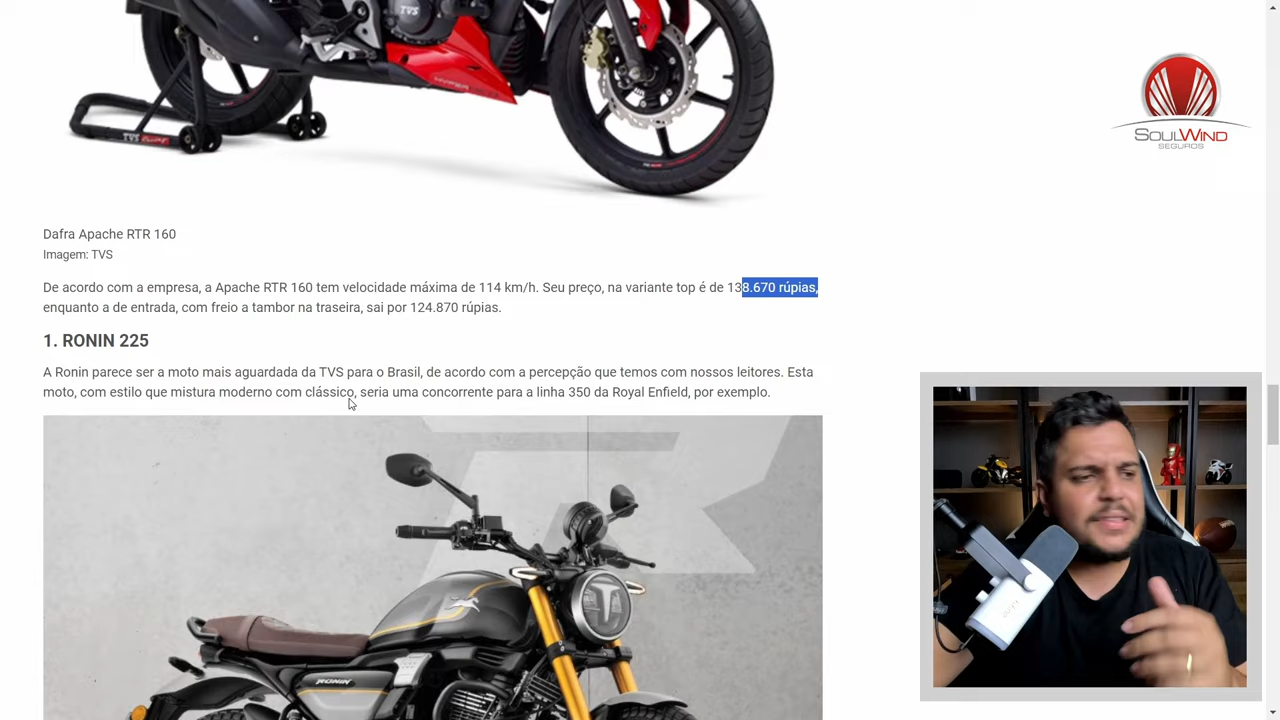 TVS
TVS Racing
SOULWIND
SEGUROS
Dafra Apache RTR 160
Imagem: TVS
De acordo com a empresa, a Apache RTR 160 tem velocidade máxima de 114 km/h. Seu preço, na variante top é de 138.670 rúpias,
enquanto a de entrada, com freio a tambor na traseira, sai por 124.870 rúpias.
1. RONIN 225
A Ronin parece ser a moto mais aguardada da TVS para o Brasil, de acordo com a percepção que temos com nossos leitores. Esta
moto, com estilo que mistura moderno com clássico, seria uma concorrente para a linha 350 da Royal Enfield, por exemplo.
RONIN